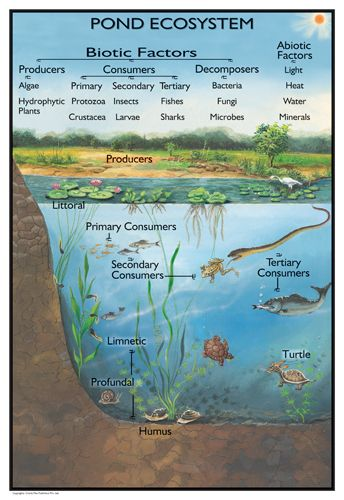 POND ECOSYSTEM
Biotic Factors
Abiotic
Factors
Producers
Consumers
Decomposers
Light
Algae
Primary
Secondary
Tertiary
Bacteria
Heat
Hydrophytic
Plants
Protozoa
Insects
Fishes
Fungi
Water
Crustacea
Larvae
Sharks
Microbes
Minerals
Producers
Littoral
Primary Consumers
Secondary
Consumers
Tertiary
Consumers
Limnetic
Turtle
Profundal
Humus